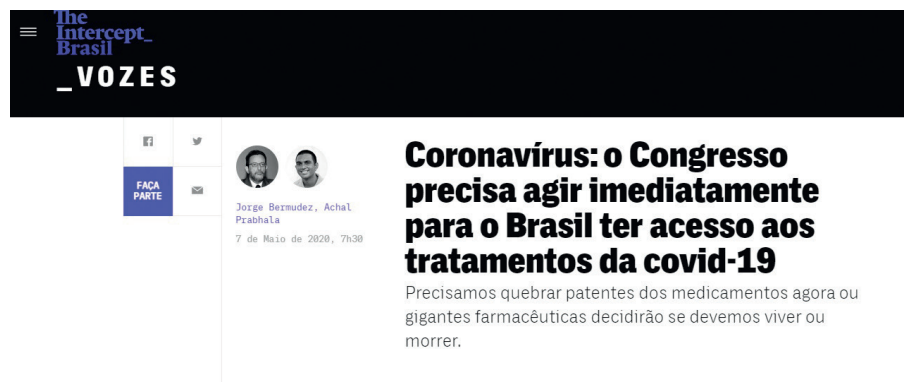 The
Intercept_
Brasil
_VOZES
FAÇA
PARTE
Jorge Bermudez, Achal
Prabhala
7 de Maio de 2020, 7h30
Coronavírus: o Congresso
precisa agir imediatamente
para o Brasil ter acesso aos
tratamentos da covid-19
Precisamos quebrar patentes dos medicamentos agora ou
gigantes farmacêuticas decidirão se devemos viver ou
morrer.